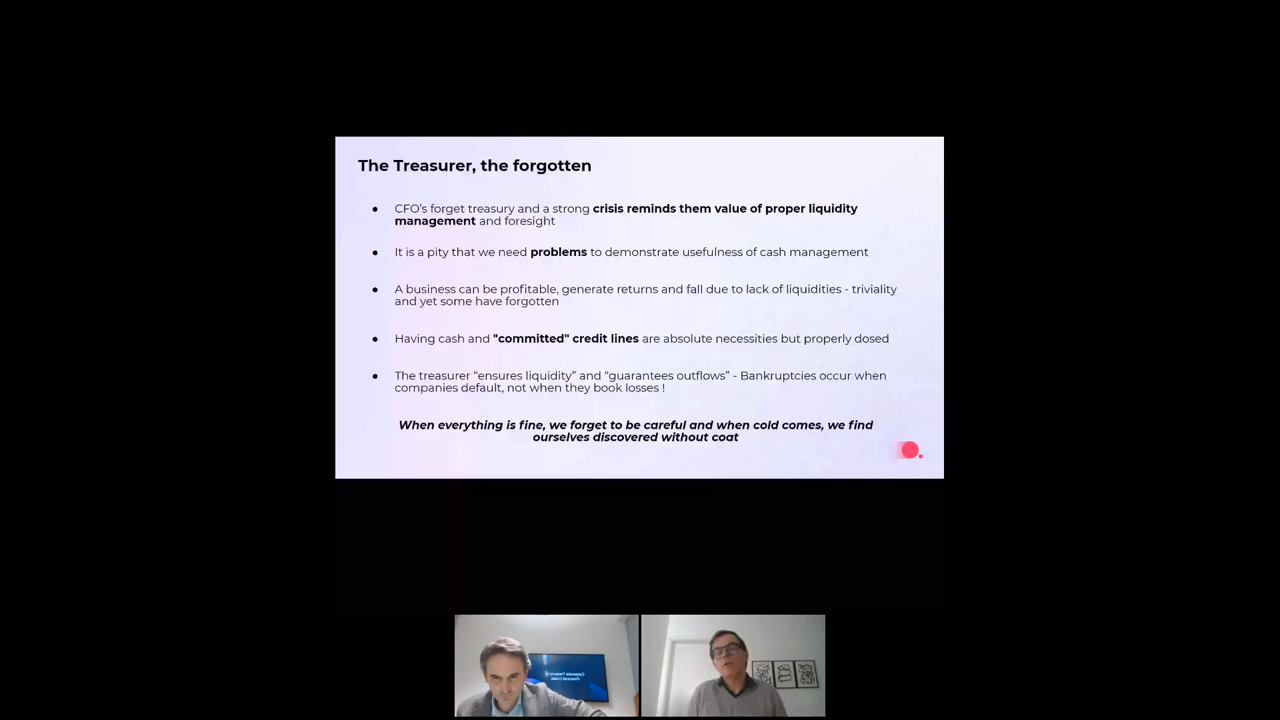 The Treasurer, the forgotten
● CFO's forget treasury and a strong crisis reminds them value of proper liquidity
management and foresight
● It is a pity that we need problems to demonstrate usefulness of cash management
● A business can be profitable, generate returns and fall due to lack of liquidities - triviality
and yet some have forgotten
● Having cash and "committed" credit lines are absolute necessities but properly dosed
● The treasurer “ensures liquidity” and “guarantees outflows” - Bankruptcies occur when
companies default, not when they book losses !
When everything is fine, we forget to be careful and when cold comes, we find
ourselves discovered without coat
Corporate Treasury
Financial Crisis